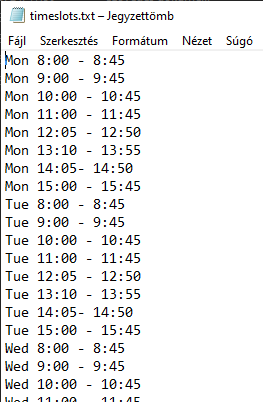 timeslots.txt – Jegyzettömb
Fájl Szerkesztés Formátum Nézet Súgó
Mon 8:00 - 8:45
Mon 9:00 - 9:45
Mon 10:00 - 10:45
Mon 11:00 - 11:45
Mon 12:05 - 12:50
Mon 13:10 - 13:55
Mon 14:05- 14:50
Mon 15:00 - 15:45
Tue 8:00 - 8:45
Tue 9:00 - 9:45
Tue 10:00 - 10:45
Tue 11:00 - 11:45
Tue 12:05 - 12:50
Tue 13:10 - 13:55
Tue 14:05- 14:50
Tue 15:00 - 15:45
Wed 8:00 - 8:45
Wed 9:00 - 9:45
Wed 10:00 - 10:45
Wed 11:00 - 11:45